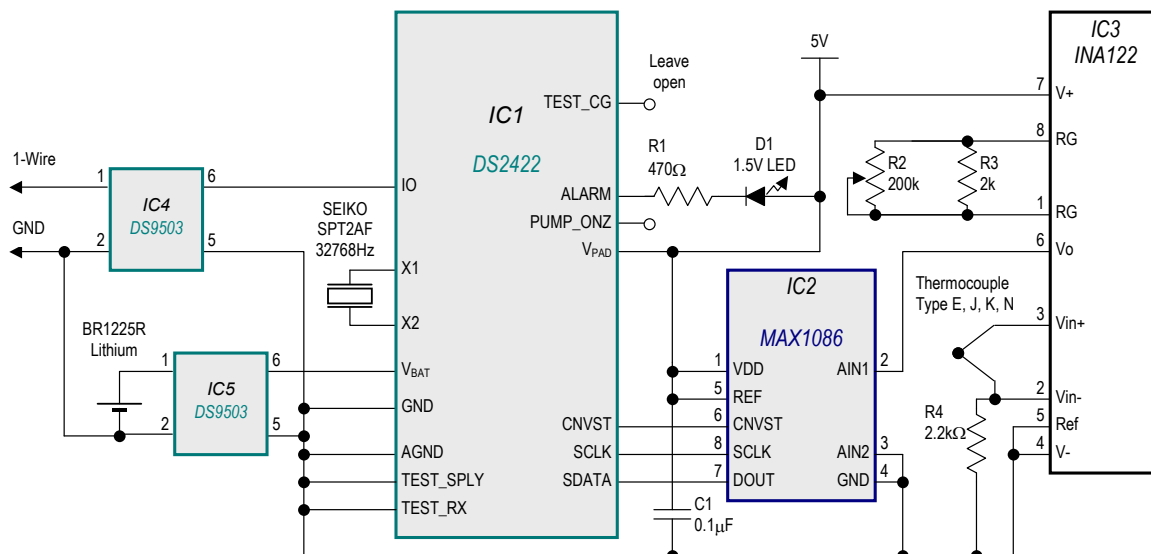 5V
IC3
INA122
7
V+
8
RG
R2
200k
R3
2k
1
RG
6
Vo
Thermocouple
Type E, J, K, N
3
Vin+
2
Vin-
5
Ref
4
V-
R4
2.2kΩ
Leave
open
TEST_CG
IC1
DS2422
R1
470Ω
D1
1.5V LED
ALARM
PUMP_ONZ
VPAD
1-Wire
1
6
IO
IC4
DS9503
GND
2
5
SEIKO
SPT2AF
32768Hz
X1
X2
BR1225R
Lithium
1
6
VBAT
IC5
DS9503
2
5
GND
AGND
TEST_SPLY
TEST_RX
CNVST
SCLK
SDATA
IC2
MAX1086
1
VDD
AIN1
2
5
REF
6
CNVST
8
SCLK
AIN2
3
7
DOUT
GND
4
C1
0.1μF